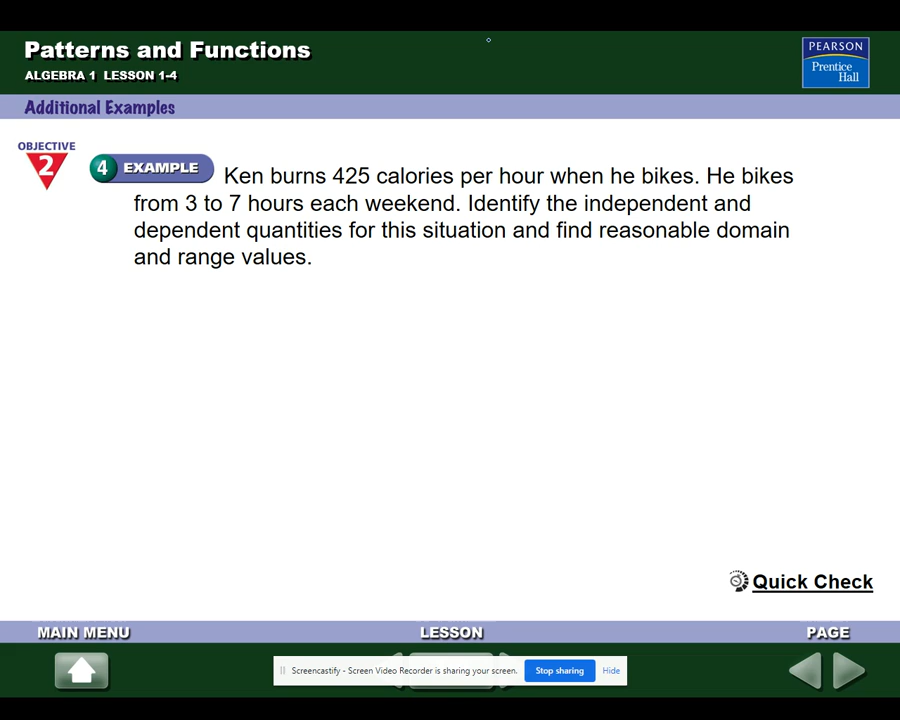 Patterns and Functions
ALGEBRA 1 LESSON 1-4
PEARSON
Prentice
Hall
Additional Examples
OBJECTIVE
2
4 EXAMPLE
Ken burns 425 calories per hour when he bikes. He bikes
from 3 to 7 hours each weekend. Identify the independent and
dependent quantities for this situation and find reasonable domain
and range values.
Quick Check
MAIN MENU
LESSON
PAGE
Screencastify - Screen Video Recorder is sharing your screen.
Stop sharing
Hide